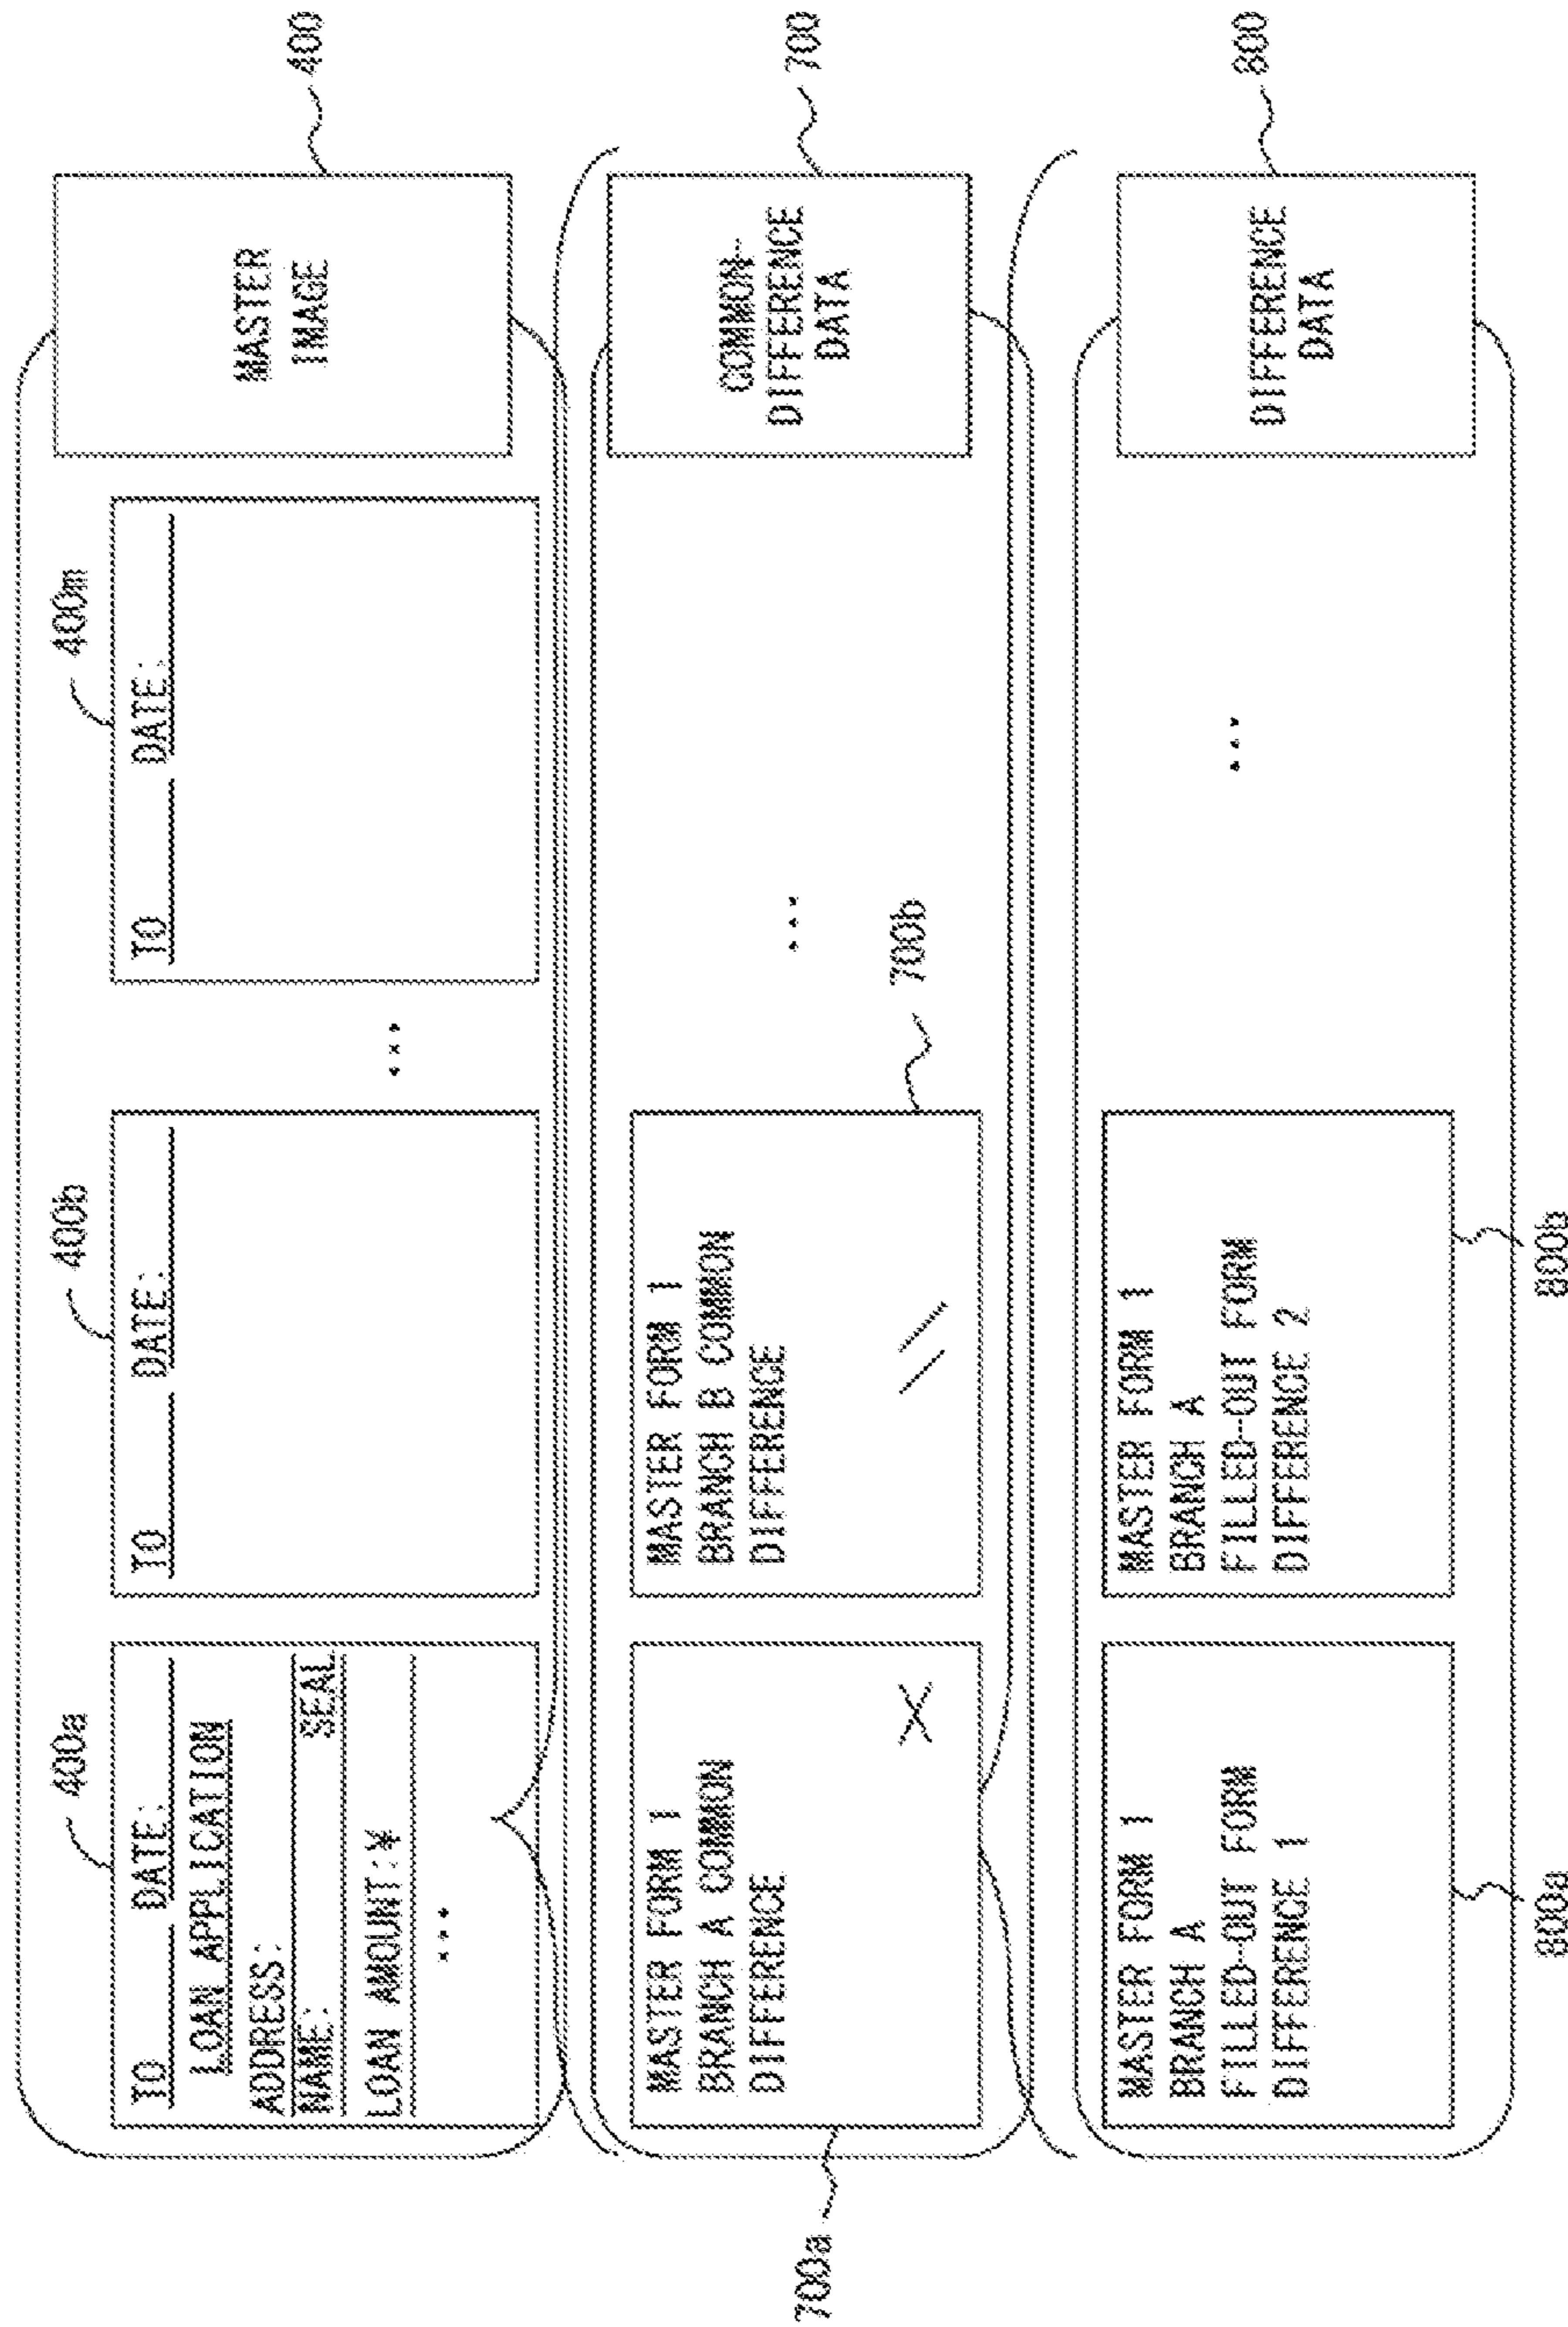 400a
400b
400m
TO DATE:
LOAN APPLICATION
ADDRESS:
NAME: SEAL
LOAN AMOUNT:¥
...
TO DATE:
...
TO DATE:
MASTER
IMAGE
400
700a
MASTER FORM 1
BRANCH A COMMON
DIFFERENCE
MASTER FORM 1
BRANCH B COMMON
DIFFERENCE
700b
...
COMMON-
DIFFERENCE
DATA
700
MASTER FORM 1
BRANCH A
FILLED-OUT FORM
DIFFERENCE 1
800a
MASTER FORM 1
BRANCH A
FILLED-OUT FORM
DIFFERENCE 2
800b
...
DIFFERENCE
DATA
800